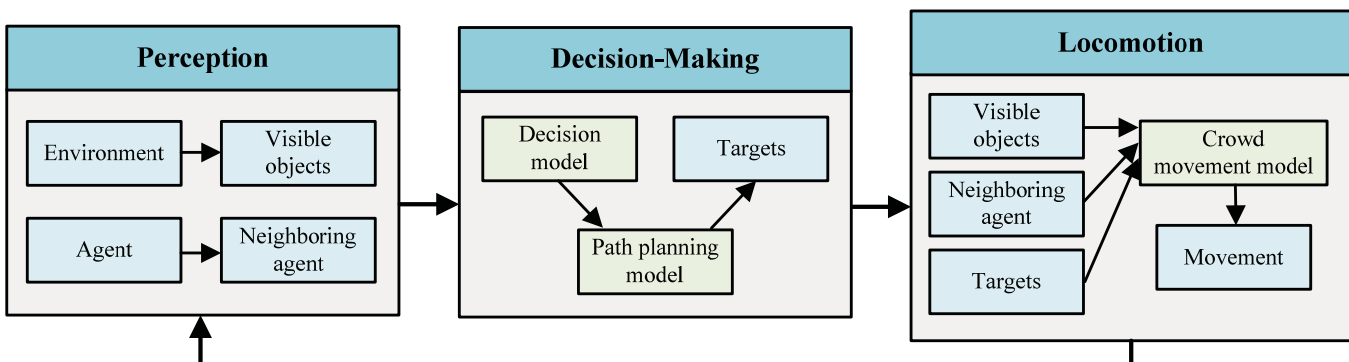 Perception
Environment
Visible
objects
Agent
Neighboring
agent
Decision-Making
Decision
model
Targets
Path planning
model
Locomotion
Visible
objects
Neighboring
agent
Targets
Crowd
movement model
Movement